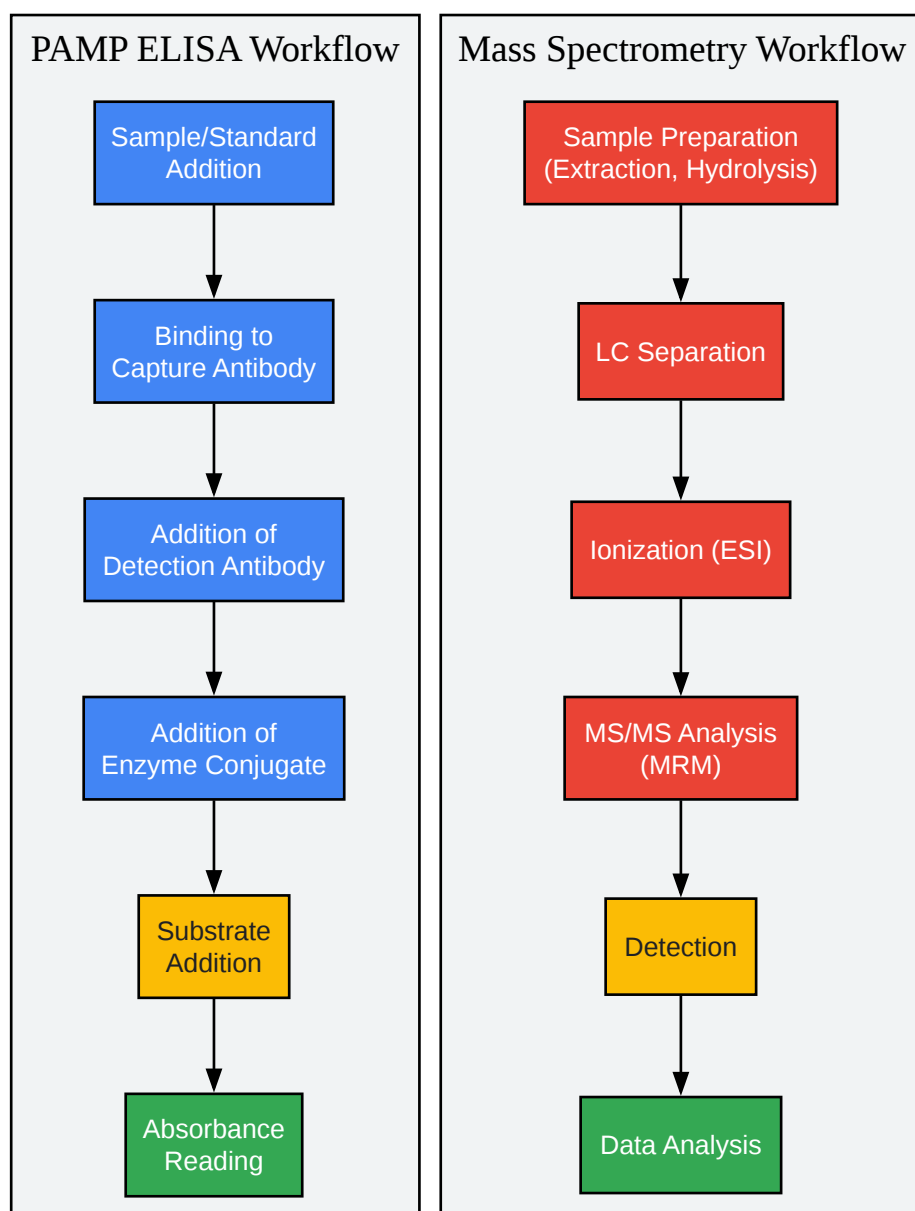 PAMP ELISA Workflow
Sample/Standard
Addition
Binding to
Capture Antibody
Addition of
Detection Antibody
Addition of
Enzyme Conjugate
Substrate
Addition
Absorbance
Reading
Mass Spectrometry Workflow
Sample Preparation
(Extraction, Hydrolysis)
LC Separation
Ionization (ESI)
MS/MS Analysis
(MRM)
Detection
Data Analysis